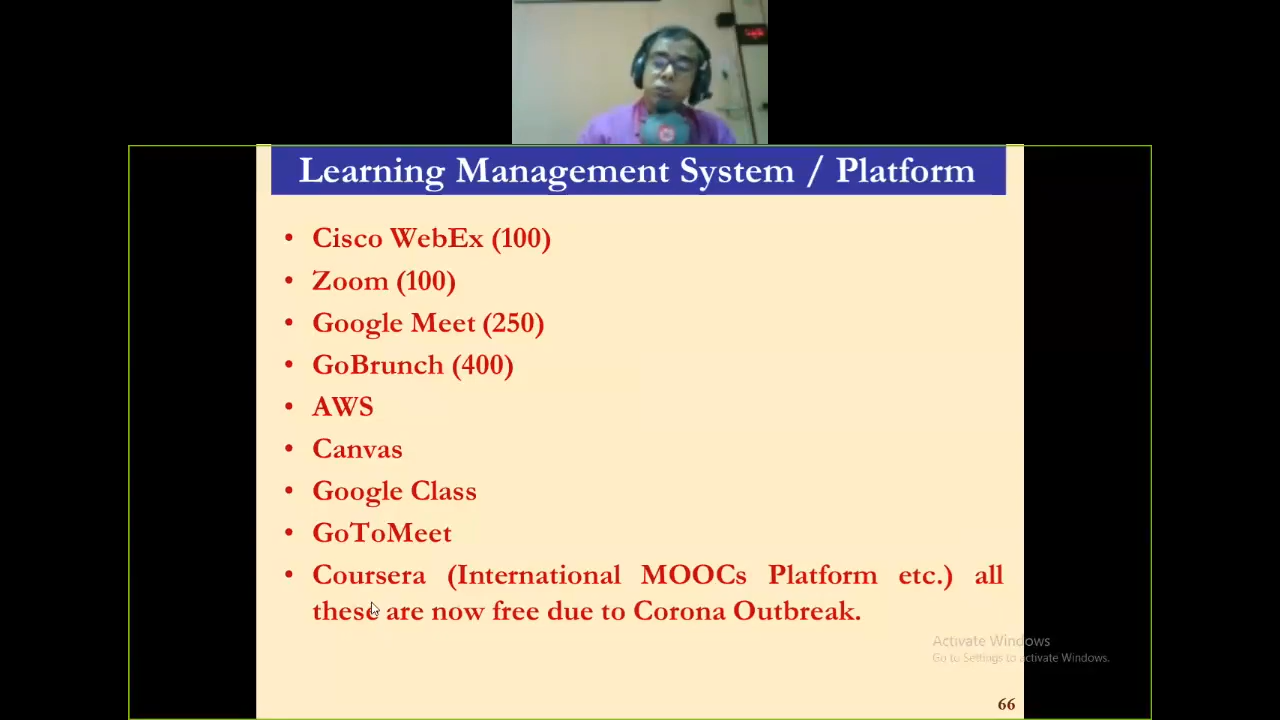 Learning Management System / Platform
• Cisco WebEx (100)
• Zoom (100)
• Google Meet (250)
• GoBrunch (400)
• AWS
• Canvas
• Google Class
• GoToMeet
• Coursera (International MOOCs Platform etc.) all
these are now free due to Corona Outbreak.
Activate Windows
Go to Settings to activate Windows.
66